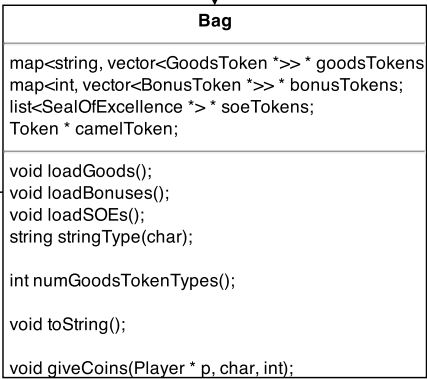 Bag
map<string, vector<GoodsToken *>> * goodsTokens
map<int, vector<BonusToken *>> * bonusTokens;
list<SealOfExcellence *> * soeTokens;
Token * camelToken;
void loadGoods();
void loadBonuses();
void loadSOEs();
string stringType(char);
int numGoodsTokenTypes();
void toString();
void giveCoins(Player * p, char, int);